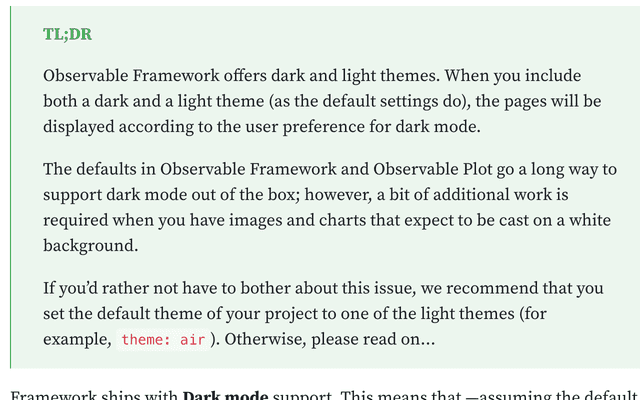 TL;DR
Observable Framework offers dark and light themes. When you include
both a dark and a light theme (as the default settings do), the pages will be
displayed according to the user preference for dark mode.
The defaults in Observable Framework and Observable Plot go a long way to
support dark mode out of the box; however, a bit of additional work is
required when you have images and charts that expect to be cast on a white
background.
If you’d rather not have to bother about this issue, we recommend that you
set the default theme of your project to one of the light themes (for
example, theme: air ). Otherwise, please read on…
Framework ships with Dark mode support. This means that —assuming the default